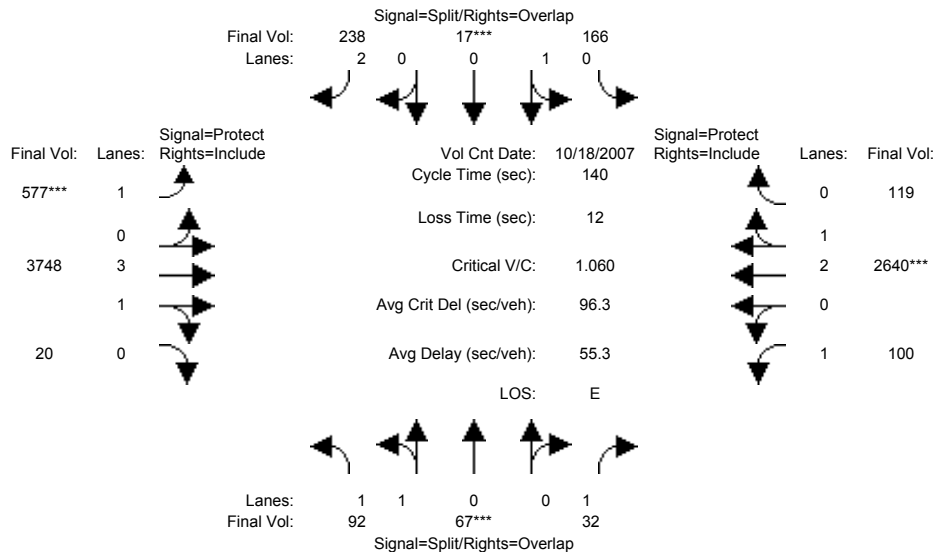 Signal=Split/Rights=Overlap
Final Vol: 238 17*** 166
Lanes: 2 0 0 1 0
Signal=Protect
Final Vol: Lanes: Rights=Include
Vol Cnt Date: 10/18/2007
Signal=Protect
Rights=Include Lanes: Final Vol:
577*** 1
Cycle Time (sec): 140
0 119
0
Loss Time (sec): 12
1
3748 3
Critical V/C: 1.060
2 2640***
1
Avg Crit Del (sec/veh): 96.3
0
20 0
Avg Delay (sec/veh): 55.3
1 100
LOS: E
Lanes: 1 1 0 0 1
Final Vol: 92 67*** 32
Signal=Split/Rights=Overlap